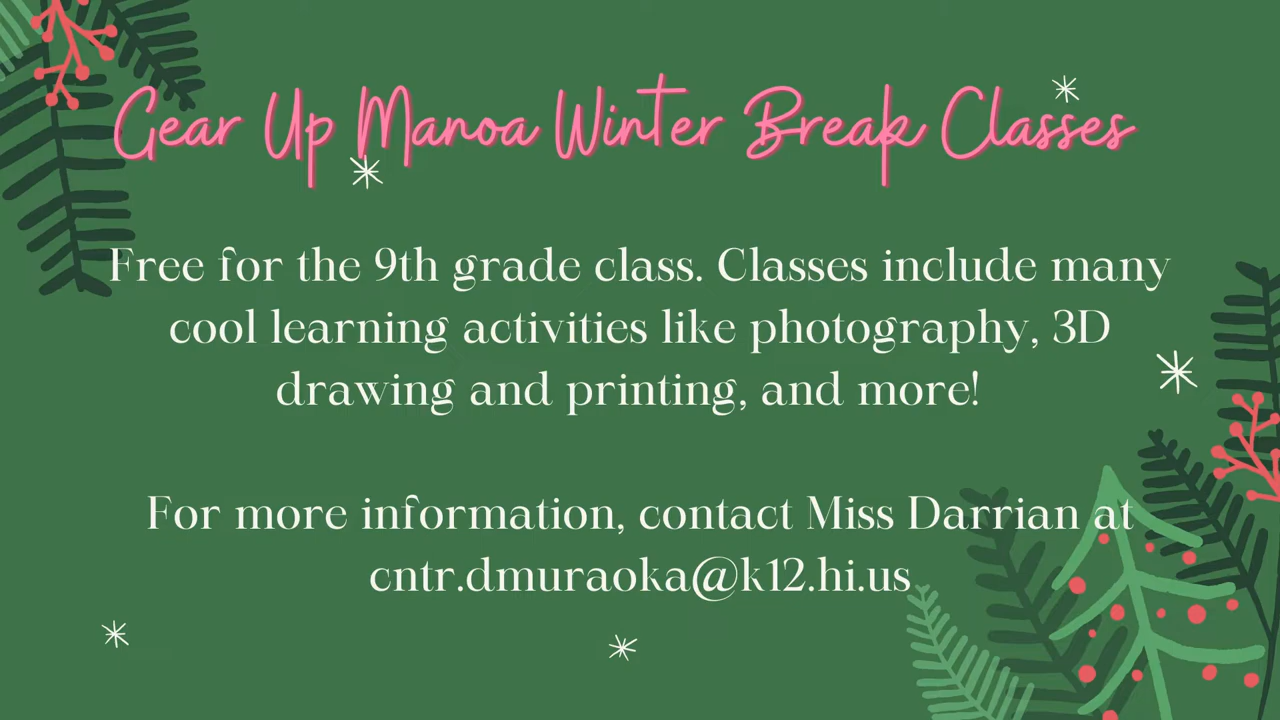 Gear Up Manoa Winter Break Classes
Free for the 9th grade class. Classes include many
cool learning activities like photography, 3D
drawing and printing, and more!
For more information, contact Miss Darrian at
cntr.dmuraoka@k12.hi.us